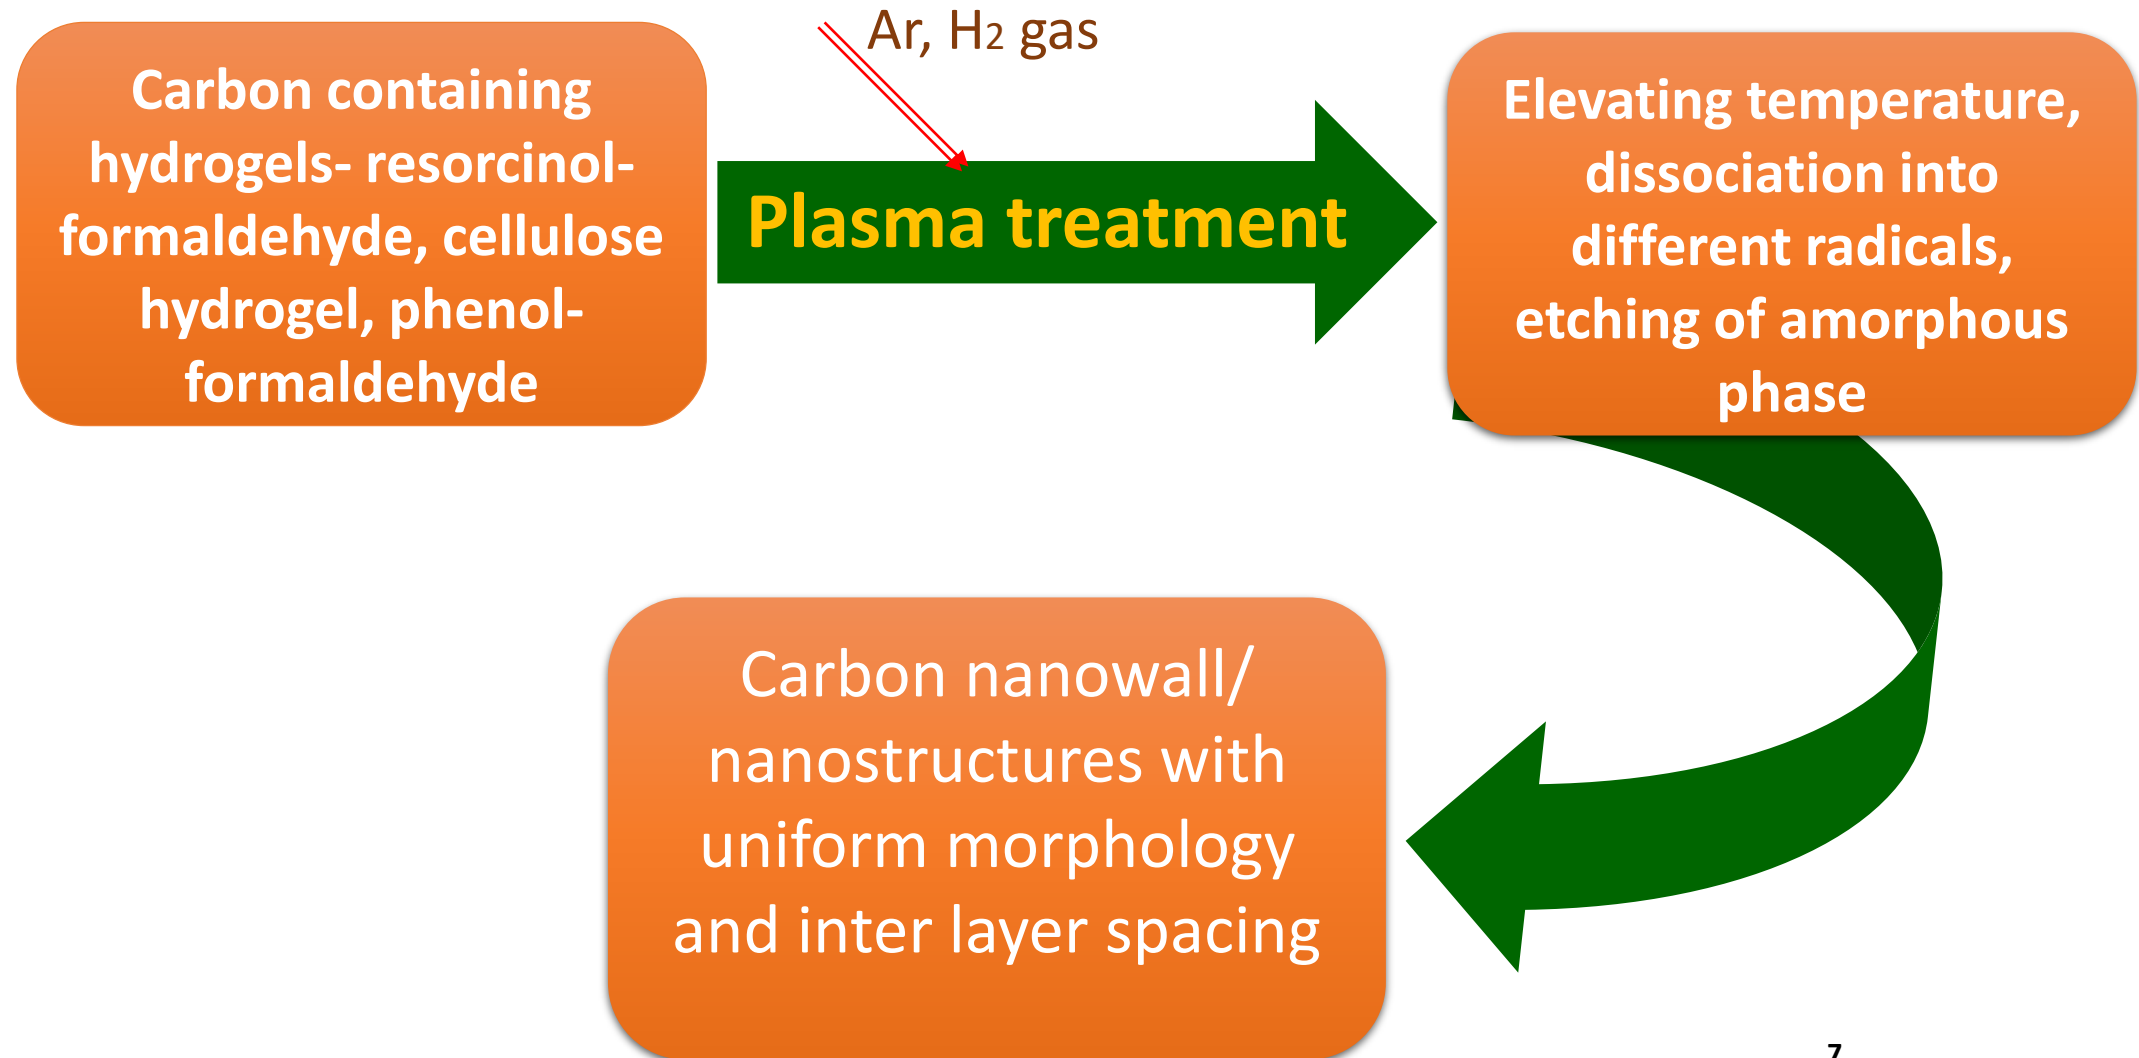 Ar, H2 gas
Carbon containing
hydrogels- resorcinol-
formaldehyde, cellulose
hydrogel, phenol-
formaldehyde
Plasma treatment
Elevating temperature,
dissociation into
different radicals,
etching of amorphous
phase
Carbon nanowall/
nanostructures with
uniform morphology
and inter layer spacing
7